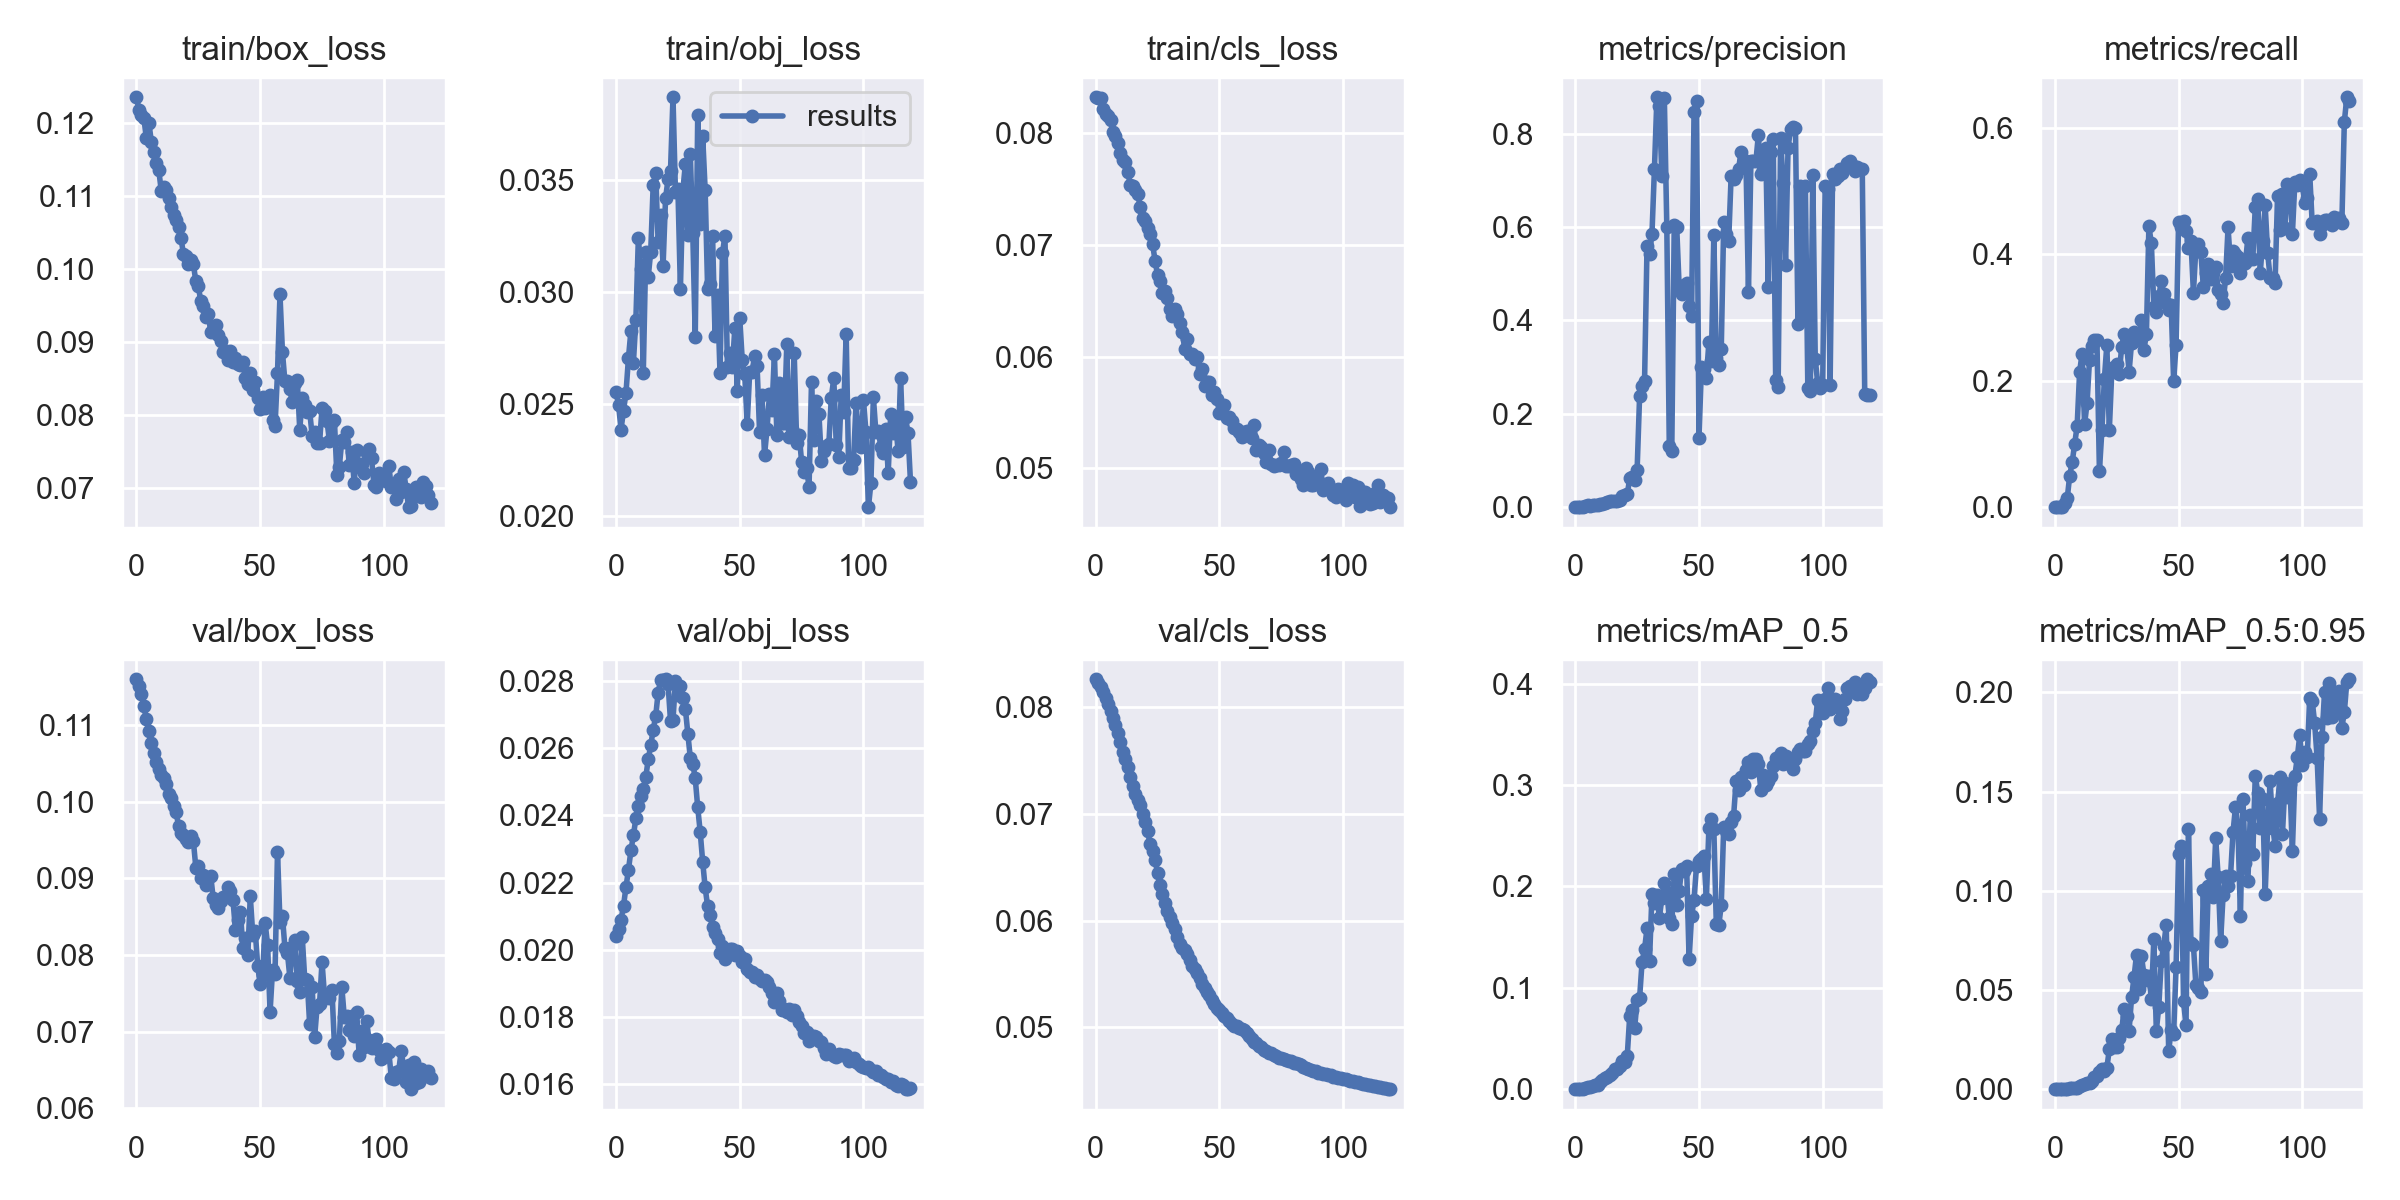 train/box_loss
0.12
0.11
0.10
0.09
0.08
0.07
0 50 100
train/obj_loss
results
0.035
0.030
0.025
0.020
0 50 100
train/cls_loss
0.08
0.07
0.06
0.05
0 50 100
metrics/precision
0.8
0.6
0.4
0.2
0.0
0 50 100
metrics/recall
0.6
0.4
0.2
0.0
0 50 100
val/box_loss
0.11
0.10
0.09
0.08
0.07
0.06
0 50 100
val/obj_loss
0.028
0.026
0.024
0.022
0.020
0.018
0.016
0 50 100
val/cls_loss
0.08
0.07
0.06
0.05
0 50 100
metrics/mAP_0.5
0.4
0.3
0.2
0.1
0.0
0 50 100
metrics/mAP_0.5:0.95
0.20
0.15
0.10
0.05
0.00
0 50 100